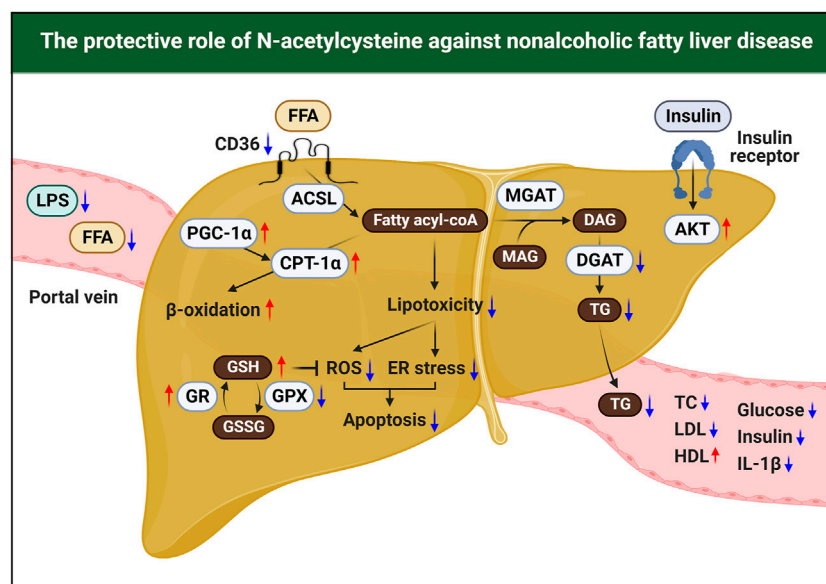 The protective role of N-acetylcysteine against nonalcoholic fatty liver disease
FFA
CD36
Insulin
Insulin
receptor
LPS
FFA
Portal vein
ACSL
PGC-1α
CPT-1α
β-oxidation
Fatty acyl-coA
MGAT
DAG
MAG
DGAT
TG
AKT
Lipotoxicity
GSH
ROS
ER stress
GR
GPX
GSSG
Apoptosis
TG
TC
LDL
HDL
Glucose
Insulin
IL-1β